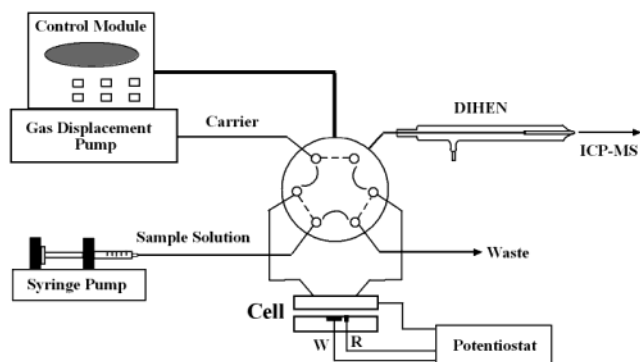 Control Module
Gas Displacement
Pump
Carrier
DIHEN
ICP-MS
Sample Solution
Waste
Syringe Pump
Cell
W
R
Potentiostat